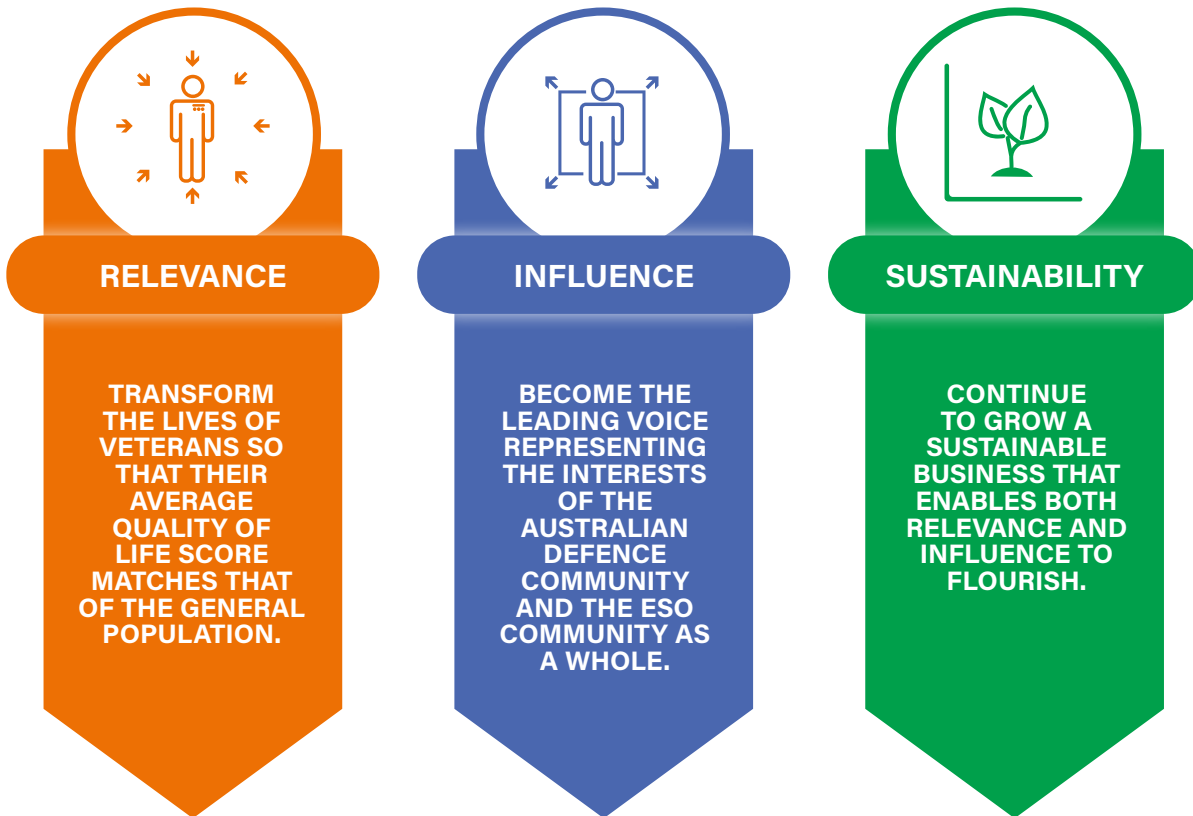 RELEVANCE
TRANSFORM
THE LIVES OF
VETERANS SO
THAT THEIR
AVERAGE
QUALITY OF
LIFE SCORE
MATCHES THAT
OF THE GENERAL
POPULATION.
INFLUENCE
BECOME THE
LEADING VOICE
REPRESENTING
THE INTERESTS
OF THE
AUSTRALIAN
DEFENCE
COMMUNITY
AND THE ESO
COMMUNITY AS
A WHOLE.
SUSTAINABILITY
CONTINUE
TO GROW A
SUSTAINABLE
BUSINESS THAT
ENABLES BOTH
RELEVANCE AND
INFLUENCE TO
FLOURISH.